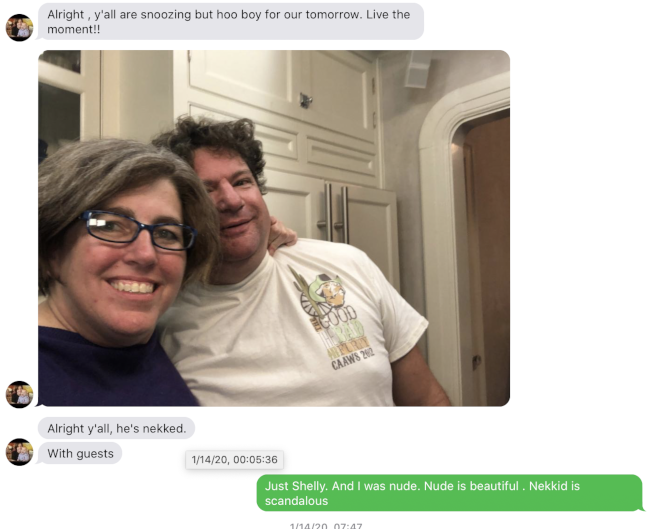 Alright , y'all are snoozing but hoo boy for our tomorrow. Live the
moment!!
GOOD
CAAWS 2012
Alright y'all, he's nekked.
With guests
1/14/20, 00:05:36
Just Shelly. And I was nude. Nude is beautiful . Nekkid is
scandalous
1/14/20, 07:47